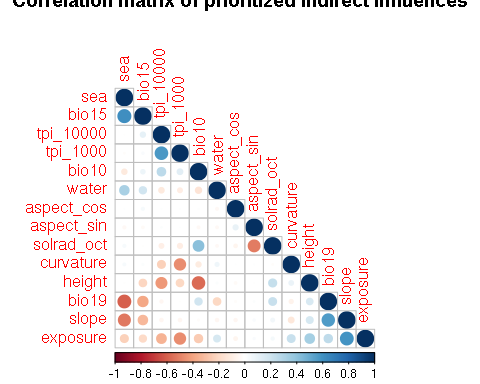 Correlation matrix of prioritized indirect influences
sea
bio15
tpi_10000
tpi_1000
bio10
water
aspect_cos
aspect_sin
solrad_oct
curvature
height
bio19
slope
exposure
sea
bio15
tpi_10000
tpi_1000
bio10
water
aspect_cos
aspect_sin
solrad_oct
curvature
height
bio19
slope
exposure
-1 -0.8 -0.6 -0.4 -0.2 0 0.2 0.4 0.6 0.8 1